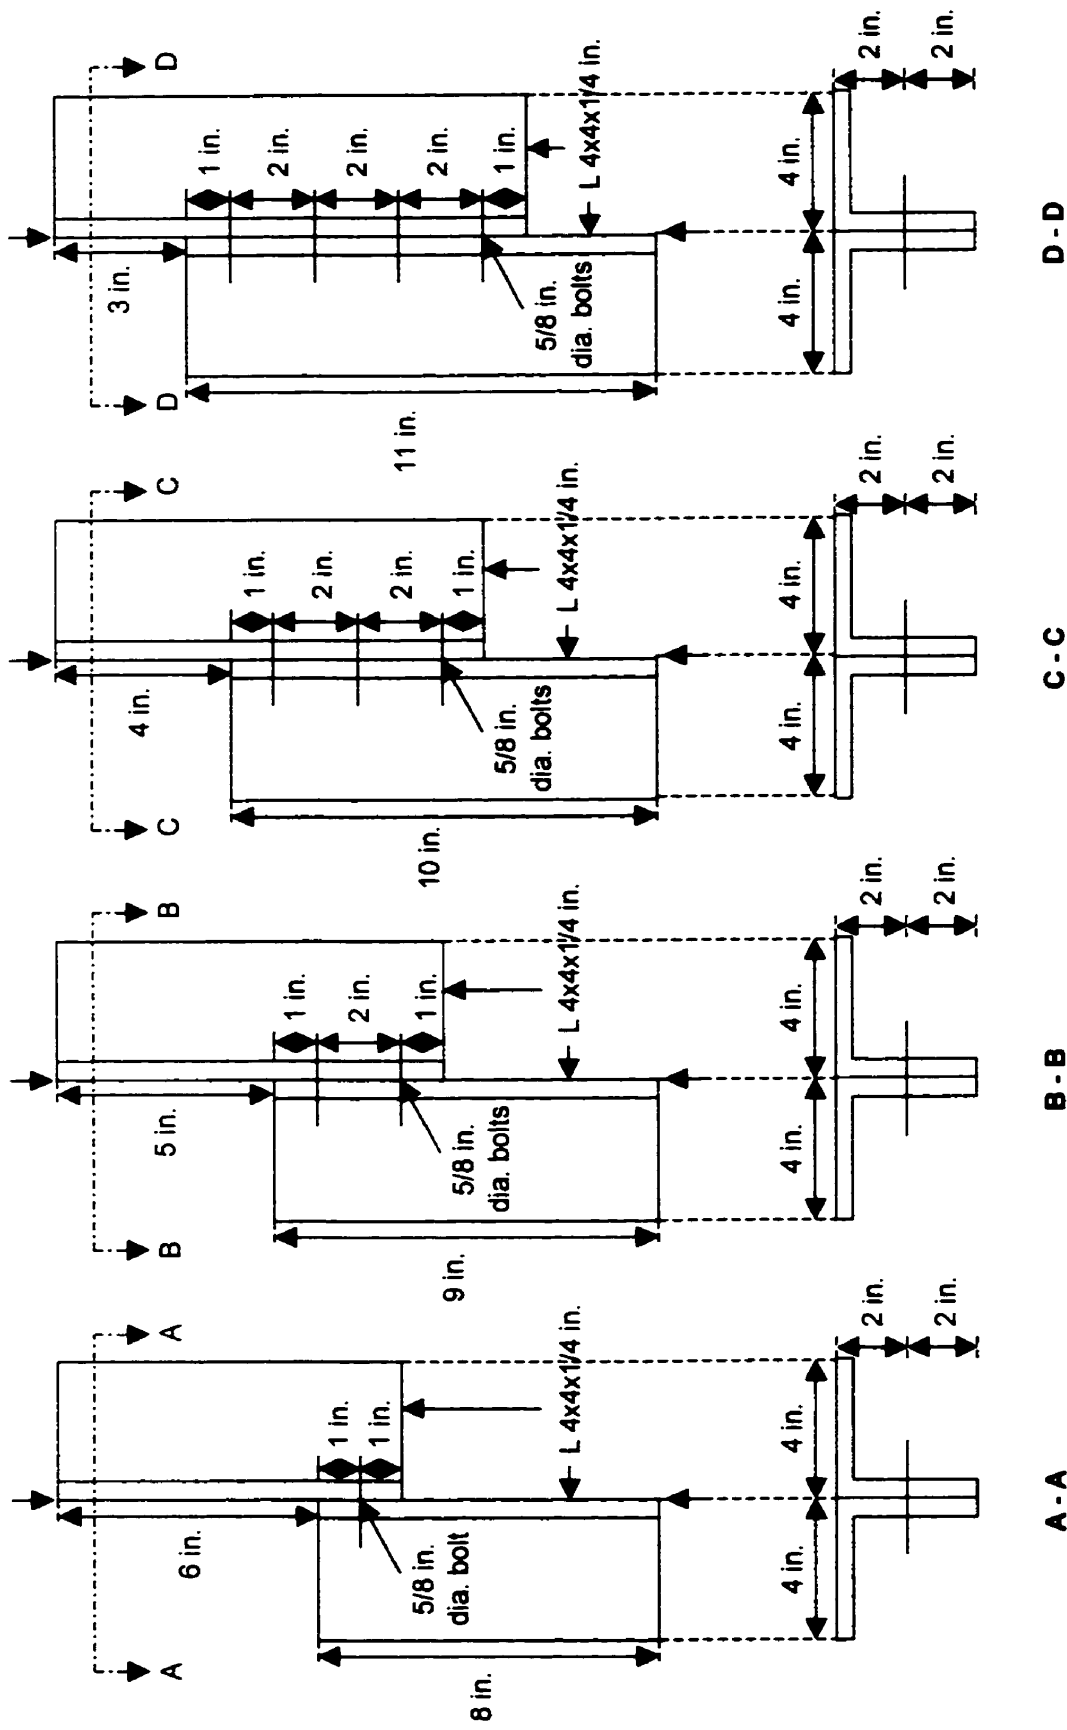 D
D
3 in.
1 in.
2 in.
2 in.
2 in.
1 in.
11 in.
5/8 in.
dia. bolts
L 4x4x1/4 in.
4 in.
4 in.
2 in.
2 in.
D - D
C
C
4 in.
1 in.
2 in.
2 in.
1 in.
10 in.
5/8 in.
dia. bolts
L 4x4x1/4 in.
4 in.
4 in.
2 in.
2 in.
C - C
B
B
5 in.
1 in.
2 in.
1 in.
9 in.
5/8 in.
dia. bolts
L 4x4x1/4 in.
4 in.
4 in.
2 in.
2 in.
B - B
A
A
6 in.
1 in.
1 in.
8 in.
5/8 in.
dia. bolt
L 4x4x1/4 in.
4 in.
4 in.
2 in.
2 in.
A - A